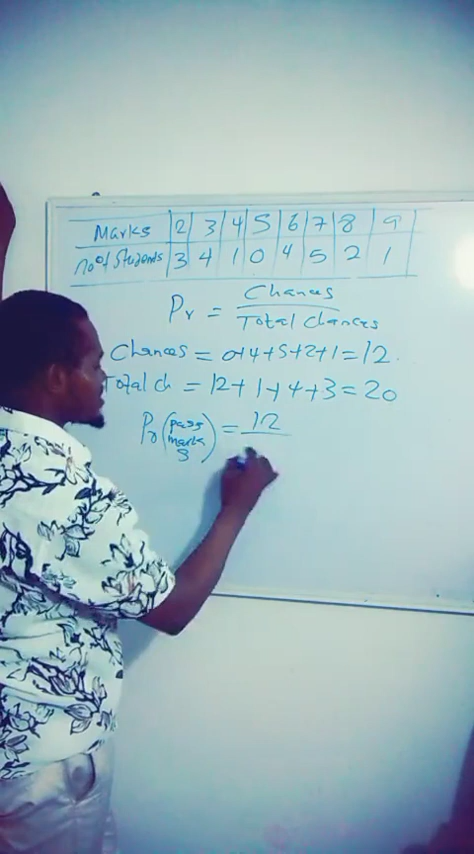 Marks 2 3 4 5 6 7 8 9
no of Students 3 4 1 0 4 5 2 1
Pr = Chances / Total chances
Chances = 0+4+5+2+1=12.
Total ch = 12+1+4+3=20
Pr (pass marks 5) = 12